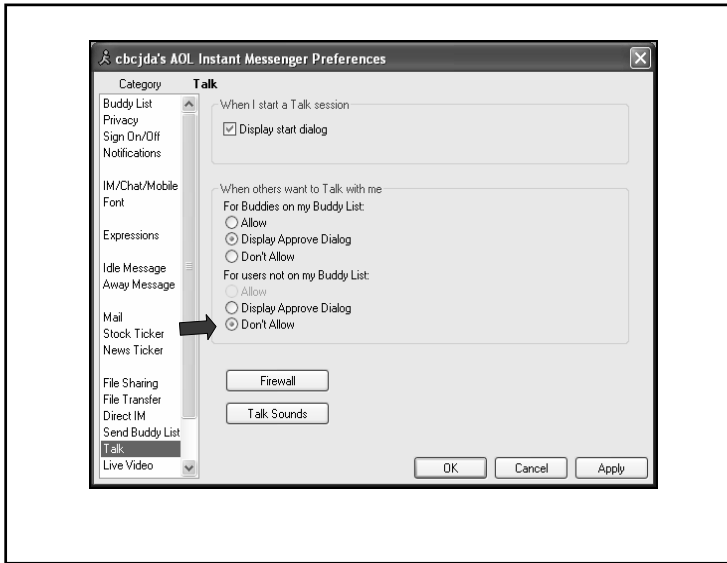 cbcjda's AOL Instant Messenger Preferences
Category
Talk
Buddy List
Privacy
Sign On/Off
Notifications
IM/Chat/Mobile
Font
Expressions
Idle Message
Away Message
Mail
Stock Ticker
News Ticker
File Sharing
File Transfer
Direct IM
Send Buddy List
Talk
Live Video
When I start a Talk session
Display start dialog
When others want to Talk with me
For Buddies on my Buddy List:
Allow
Display Approve Dialog
Don't Allow
For users not on my Buddy List:
Allow
Display Approve Dialog
Don't Allow
Firewall
Talk Sounds
OK
Cancel
Apply